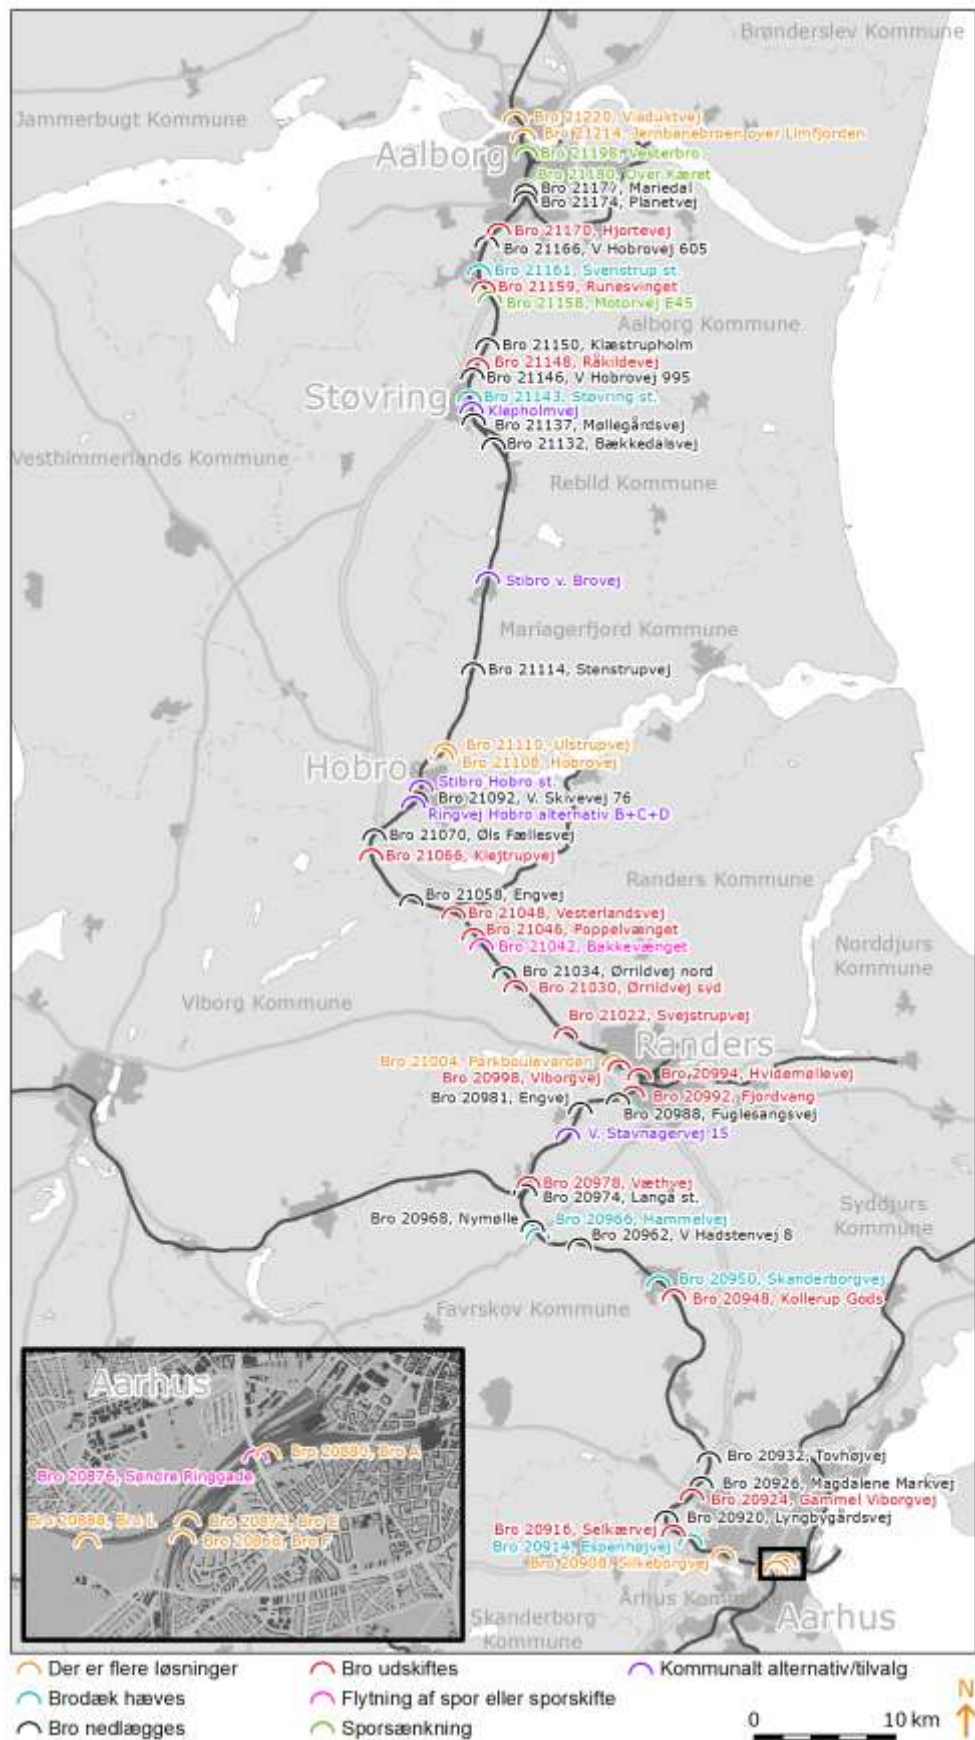 Brønderslev Kommune
Jammerbugt Kommune
Bro 21220, Viaduktvej
Bro 21214, Jernbanebroen over Limfjorden
Aalborg
Bro 21198, Vesterbro
Bro 21180, Over Kæret
Bro 21177, Mariedal
Bro 21174, Planetvej
Bro 21170, Hjortevej
Bro 21166, V Hobrovej 605
Bro 21161, Svenstrup st.
Bro 21159, Runesvinget
Bro 21158, Motorvej E45
Aalborg Kommune
Bro 21150, Klæstrupholm
Bro 21148, Råkildevej
Bro 21146, V Hobrovej 995
Støvring
Bro 21143, Støvring st.
Kløpholmvej
Bro 21137, Møllegårdsvej
Bro 21132, Bækkedalsvej
Vesthimmerlands Kommune
Rebild Kommune
Stibro v. Brovej
Mariagerfjord Kommune
Bro 21114, Stenstrupvej
Bro 21110, Ulstrupvej
Bro 21108, Hobrovej
Hobro
Stibro Hobro st.
Bro 21092, V. Skivevej 76
Ringvej Hobro alternativ B+C+D
Bro 21070, Øls Fællesvej
Bro 21066, Klejtrupvej
Randers Kommune
Bro 21058, Engvej
Bro 21048, Vesterlandsvej
Bro 21046, Poppelvænget
Bro 21042, Bakkevænget
Norddjurs
Kommune
Bro 21034, Ørrildvej nord
Bro 21030, Ørrildvej syd
Viborg Kommune
Bro 21022, Svejstrupvej
Randers
Bro 21004, Parkboulevarden
Bro 20998, Viborgvej
Bro 20994, Hvidemøllevej
Bro 20992, Fjordvang
Bro 20981, Engvej
Bro 20988, Fuglesangsvej
V. Stavnagervej 15
Bro 20978, Væthvej
Bro 20974, Langå st.
Syddjurs
Kommune
Bro 20968, Nymølle
Bro 20966, Hammelvej
Bro 20962, V Hadstenvej 8
Bro 20950, Skanderborgvej
Bro 20948, Kollerup Gods
Favrskov Kommune
Aarhus
Bro 20880, Bro A
Bro 20876, Søndre Ringgade
Bro 20888, Bro L
Bro 20872, Bro E
Bro 20868, Bro F
Bro 20932, Tovhøjvej
Bro 20926, Magdalene Markvej
Bro 20924, Gammel Viborgvej
Bro 20920, Lyngbygårdsvej
Bro 20916, Selkærvej
Bro 20914, Espenhøjvej
Bro 20908, Silkeborgvej
Århus Kommune
Skanderborg
Kommune
Aarhus
Der er flere løsninger
Bro udskiftes
Kommunalt alternativ/tilvalg
Brodæk hæves
Flytning af spor eller sporskifte
Bro nedlægges
Sporsænkning
0 10 km
N